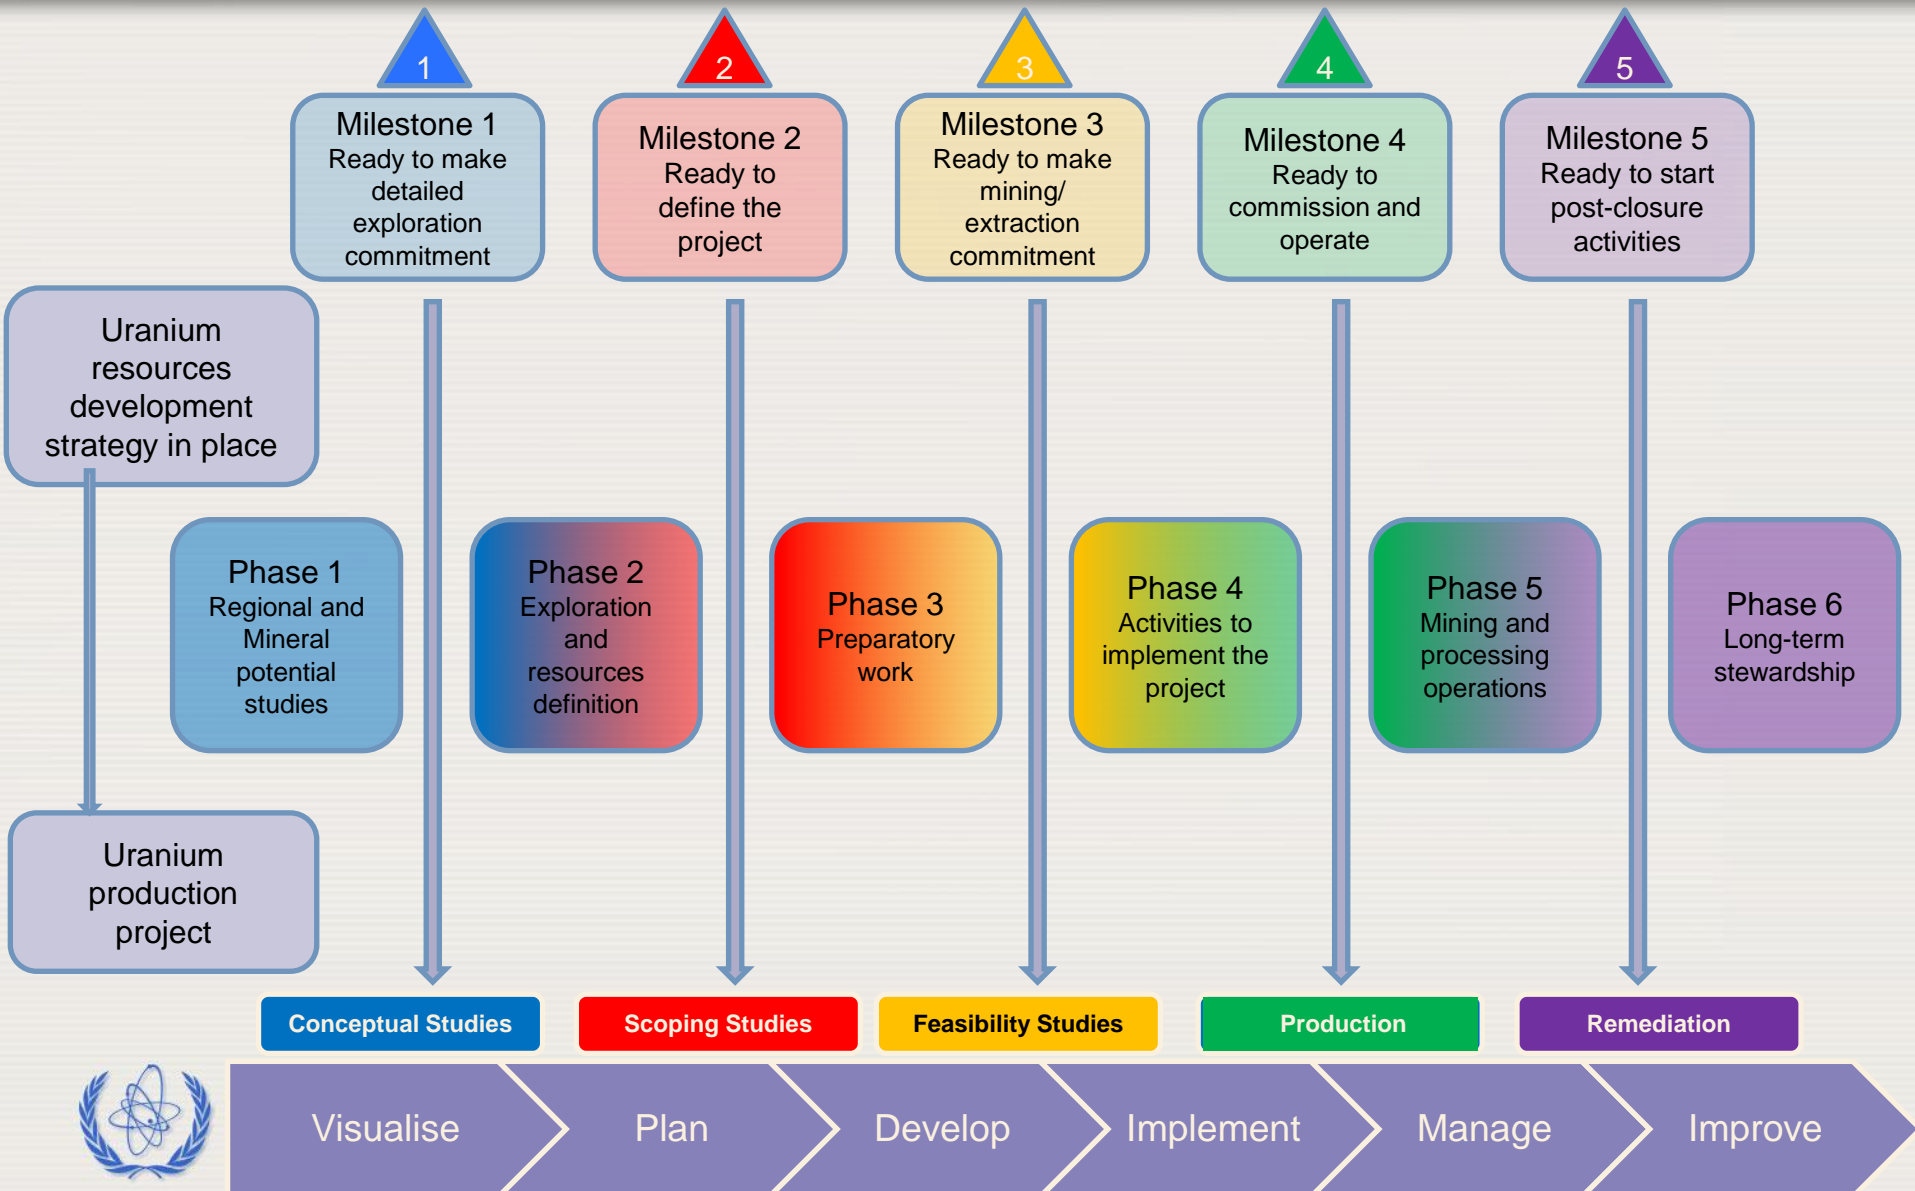 1
2
3
4
5
Milestone 1
Ready to make
detailed
exploration
commitment
Milestone 2
Ready to
define the
project
Milestone 3
Ready to make
mining/
extraction
commitment
Milestone 4
Ready to
commission and
operate
Milestone 5
Ready to start
post-closure
activities
Uranium
resources
development
strategy in place
Phase 1
Regional and
Mineral
potential
studies
Phase 2
Exploration
and
resources
definition
Phase 3
Preparatory
work
Phase 4
Activities to
implement the
project
Phase 5
Mining and
processing
operations
Phase 6
Long-term
stewardship
Uranium
production
project
Conceptual Studies
Scoping Studies
Feasibility Studies
Production
Remediation
Visualise
Plan
Develop
Implement
Manage
Improve